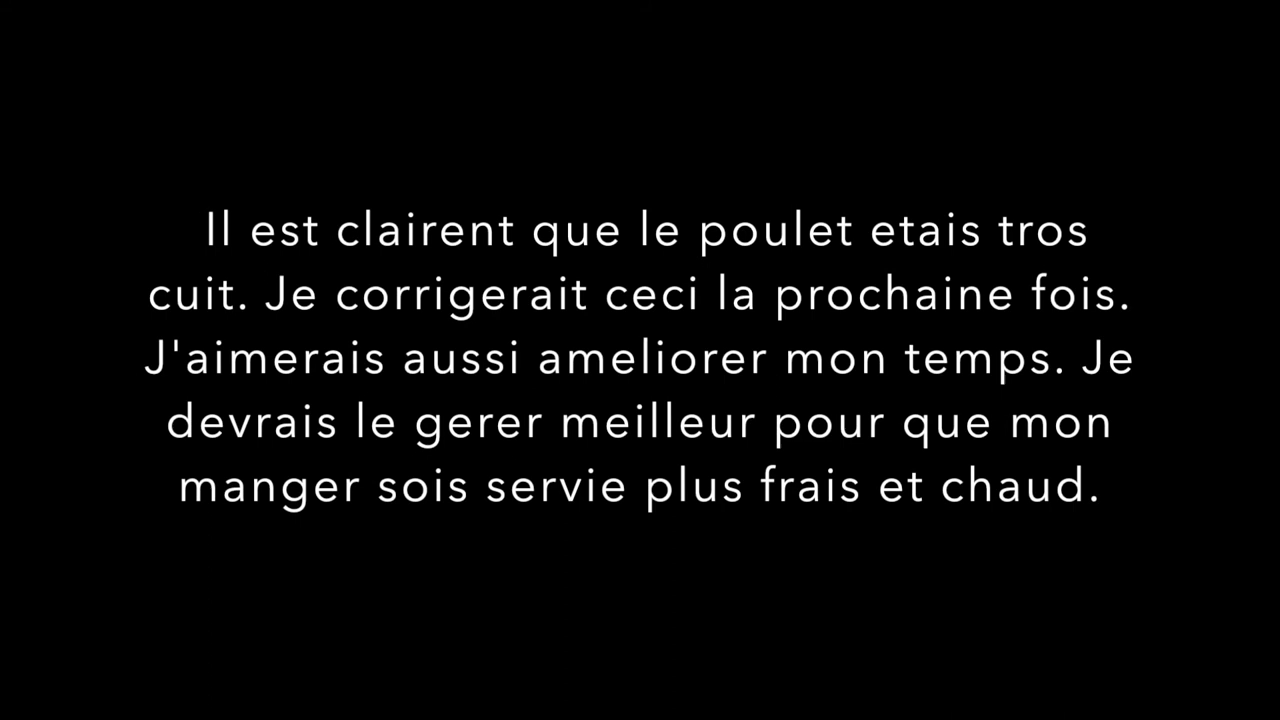 Il est clairent que le poulet etais tros
cuit. Je corrigerait ceci la prochaine fois.
J'aimerais aussi ameliorer mon temps. Je
devrais le gerer meilleur pour que mon
manger sois servie plus frais et chaud.